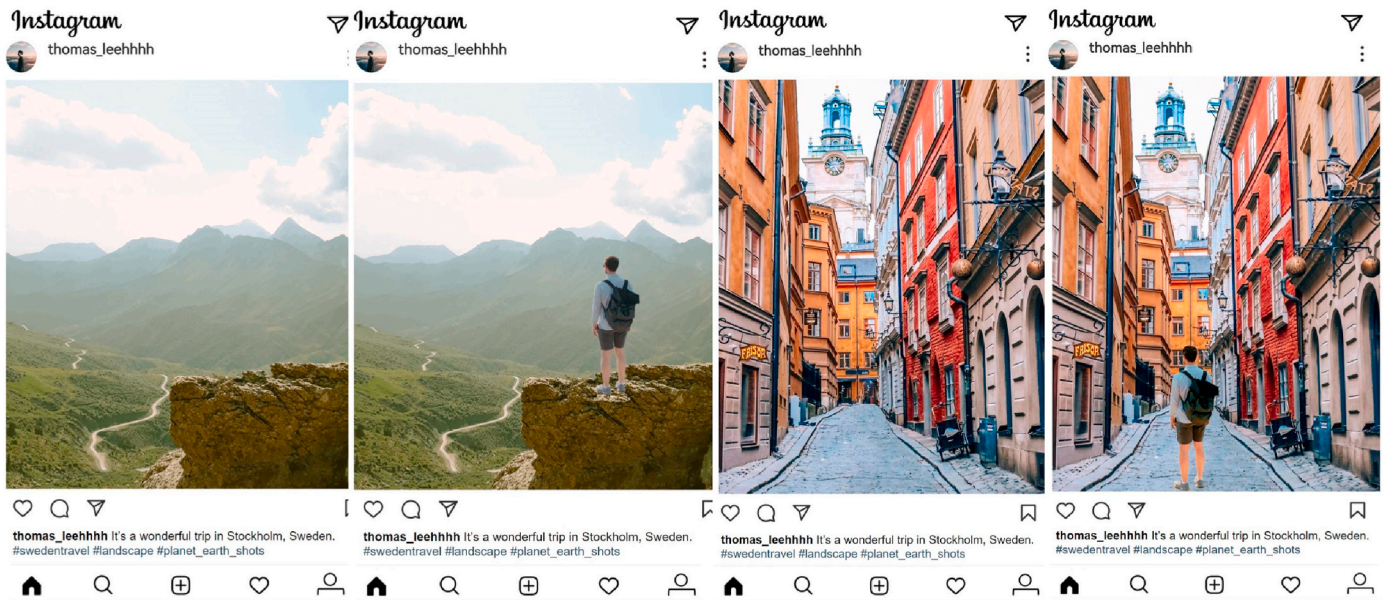 Instagram
thomas_leehhhh
thomas_leehhhh It's a wonderful trip in Stockholm, Sweden.
#swedentravel #landscape #planet_earth_shots
Instagram
thomas_leehhhh
thomas_leehhhh It's a wonderful trip in Stockholm, Sweden.
#swedentravel #landscape #planet_earth_shots
Instagram
thomas_leehhhh
FRISOR
thomas_leehhhh It's a wonderful trip in Stockholm, Sweden.
#swedentravel #landscape #planet_earth_shots
Instagram
thomas_leehhhh
FRISOR
thomas_leehhhh It's a wonderful trip in Stockholm, Sweden.
#swedentravel #landscape #planet_earth_shots